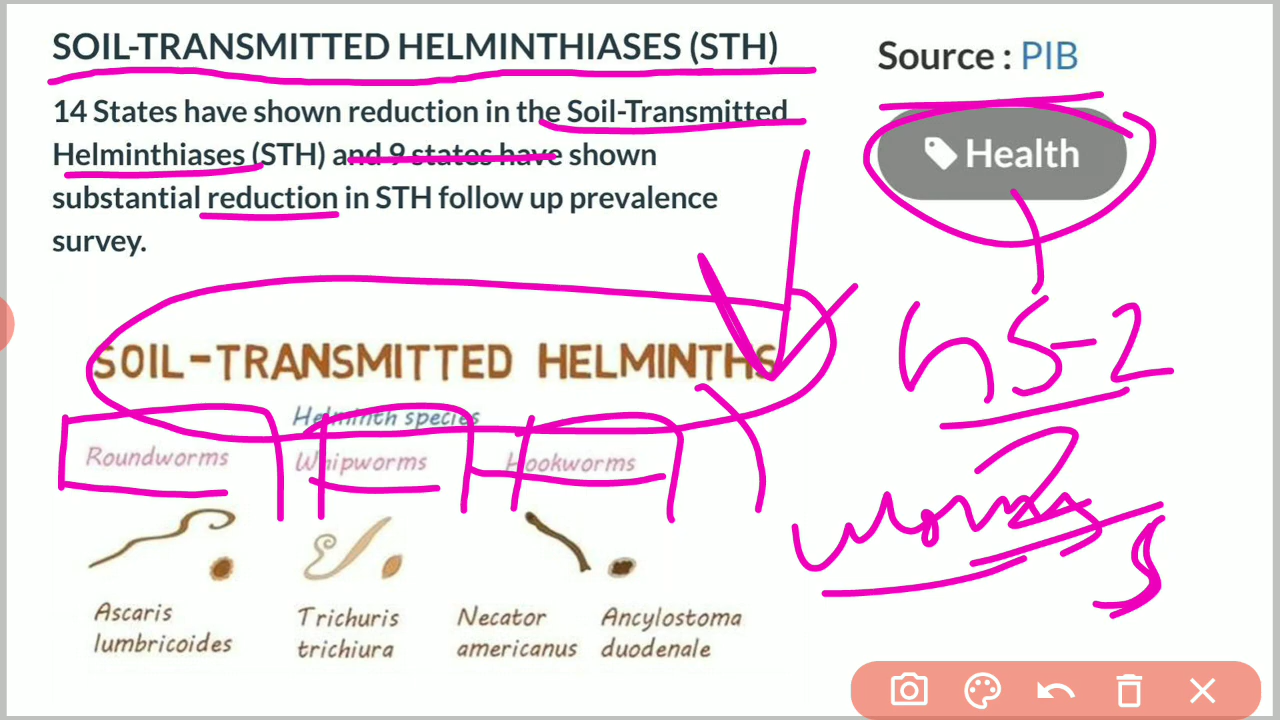 SOIL-TRANSMITTED HELMINTHIASES (STH)
Source : PIB
14 States have shown reduction in the Soil-Transmitted
Helminthiases (STH) and 9 states have shown
substantial reduction in STH follow up prevalence
survey.
Health
SOIL-TRANSMITTED HELMINTHS
Helminth species
Roundworms Whipworms Hookworms
Ascaris
lumbricoides
Trichuris
trichiura
Necator
americanus
Ancylostoma
duodenale